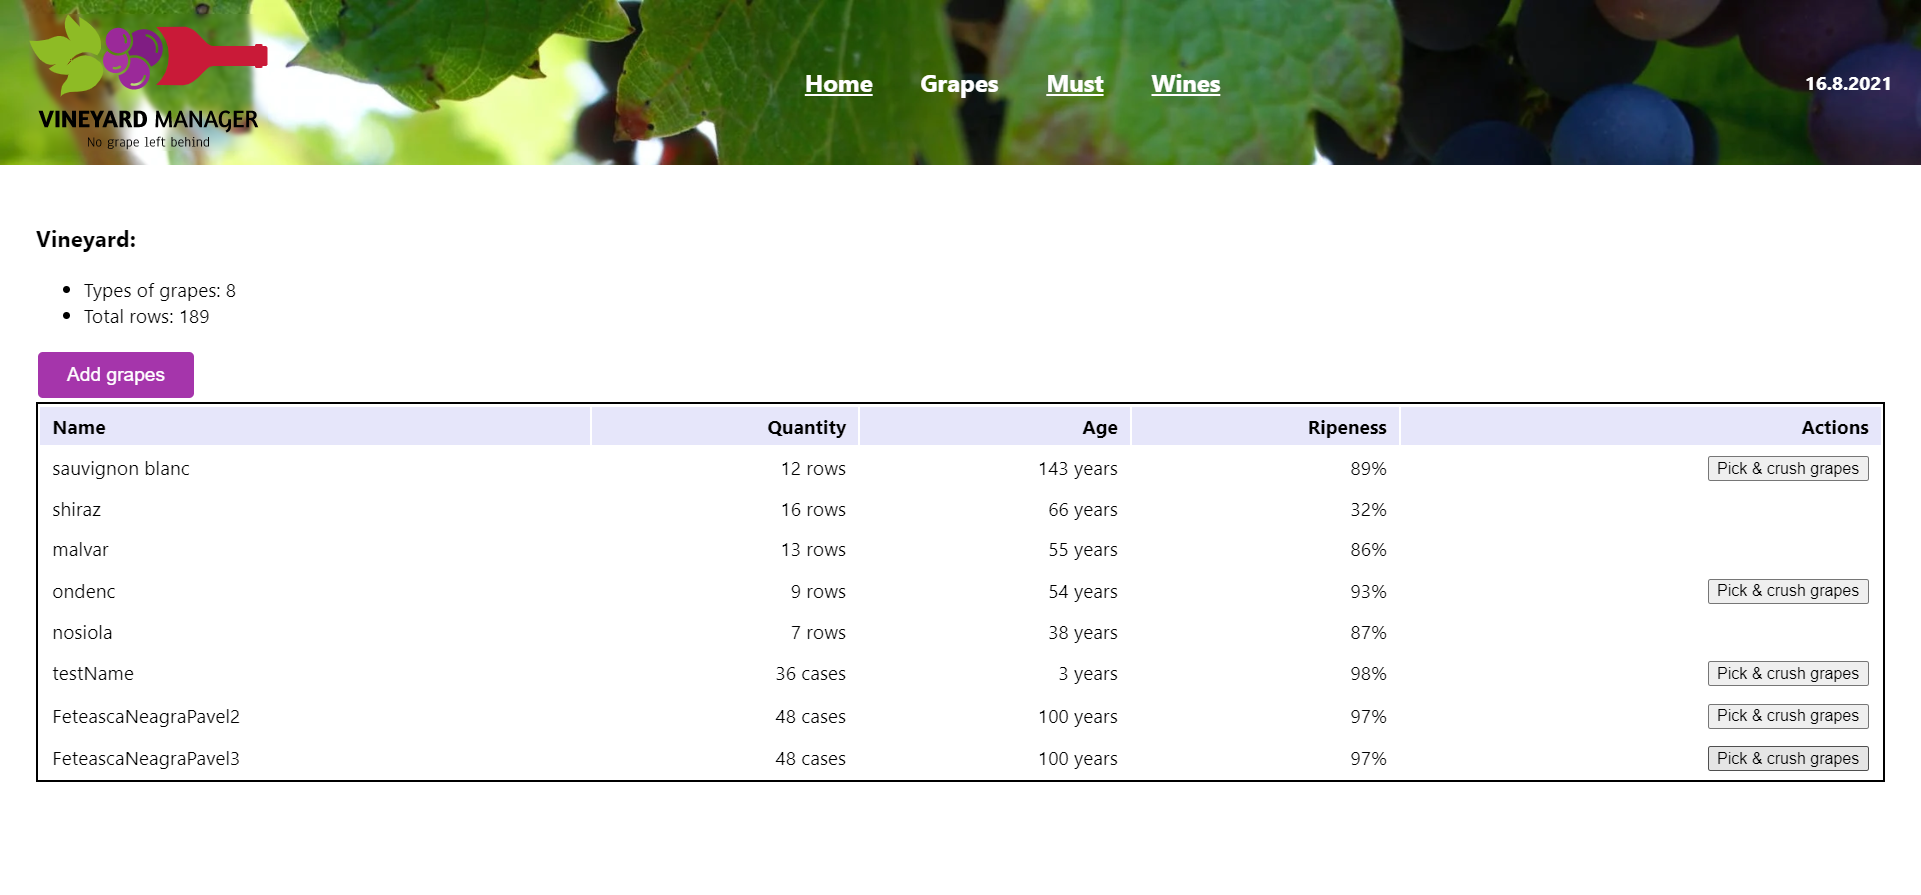 VINEYARD MANAGER
No grape left behind
Home Grapes Must Wines
16.8.2021
Vineyard:
Types of grapes: 8
Total rows: 189
Add grapes
Name Quantity Age Ripeness Actions
sauvignon blanc 12 rows 143 years 89% Pick & crush grapes
shiraz 16 rows 66 years 32%
malvar 13 rows 55 years 86%
ondenc 9 rows 54 years 93% Pick & crush grapes
nosiola 7 rows 38 years 87%
testName 36 cases 3 years 98% Pick & crush grapes
FeteascaNeagraPavel2 48 cases 100 years 97% Pick & crush grapes
FeteascaNeagraPavel3 48 cases 100 years 97% Pick & crush grapes